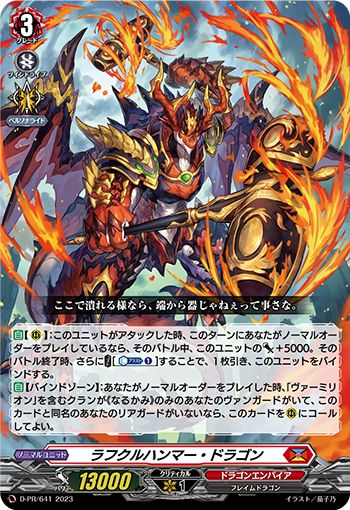 3
グレード
ツインドライブ
ペルソナライド
ここで潰れる様なら、端から器じゃねぇって事さな。
自【R】：このユニットがアタックした時、このターンにあなたがノーマルオー
ダーをプレイしているなら、そのバトル中、このユニットの+5000。そのバ
トル終了時、さらに[ブラスト1]することで、1枚引き、このユニットをバ
インドする。
自【バインドゾーン】：あなたがノーマルオーダーをプレイした時、「ヴァーミリ
オン」を含むクランが《なるかみ》のみのあなたのヴァンガードがいて、このカ
ードと同名のあなたのリアガードがいないなら、このカードをRにコールし
てよい。
ノーマルユニット
ラフクルハンマー・ドラゴン
パワー
13000
クリティカル
1
ドラゴンエンパイア
フレイムドラゴン
D-PR/641 2023
イラスト／茄子乃